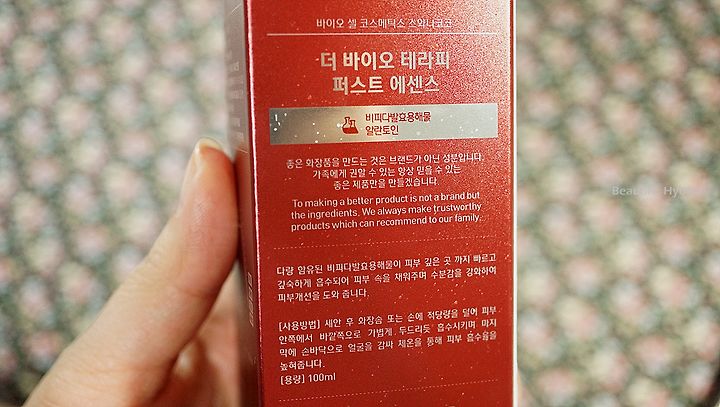 바이오 셀 코스메틱스 스와니코코
더 바이오 테라피
퍼스트 에센스
비피다발효용해물
알란토인
좋은 화장품을 만드는 것은 브랜드가 아닌 성분입니다.
가족에게 권할 수 있는 항상 믿을 수 있는
좋은 제품만을 만들겠습니다.
To making a better product is not a brand but
the ingredients. We always make trustworthy
products which can recommend to our family.
다량 함유된 비피다발효용해물이 피부 깊은 곳 까지 빠르고
깊숙하게 흡수되어 피부 속을 채워주며 수분감을 강화하여
피부개선을 도와 줍니다.
[사용방법] 세안 후 화장솜 또는 손에 적당량을 덜어 피부
안쪽에서 바깥쪽으로 가볍게 두드리듯 흡수시키며 마지
막에 손바닥으로 얼굴을 감싸 체온을 통해 피부 흡수율을
높여줍니다.
[용량] 100ml